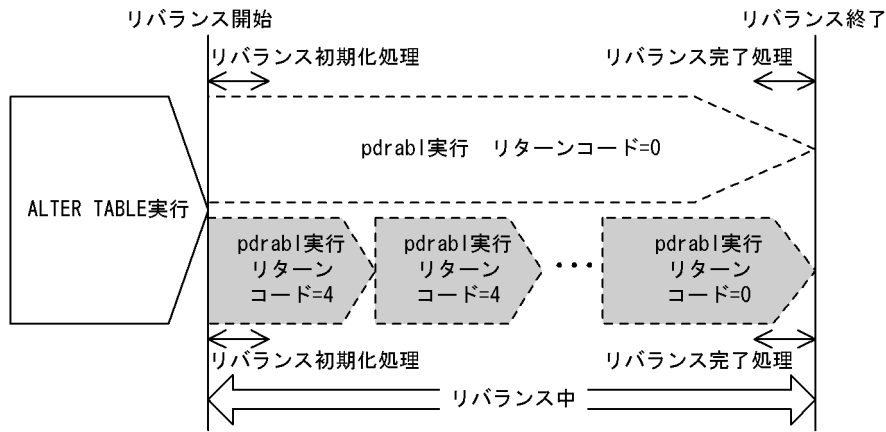 リバランス開始
リバランス終了
リバランス初期化処理
リバランス完了処理
pdrabl実行 リターンコード=0
ALTER TABLE実行
pdrabl実行
リターン
コード=4
pdrabl実行
リターン
コード=4
･･･
pdrabl実行
リターン
コード=0
リバランス初期化処理
リバランス完了処理
リバランス中